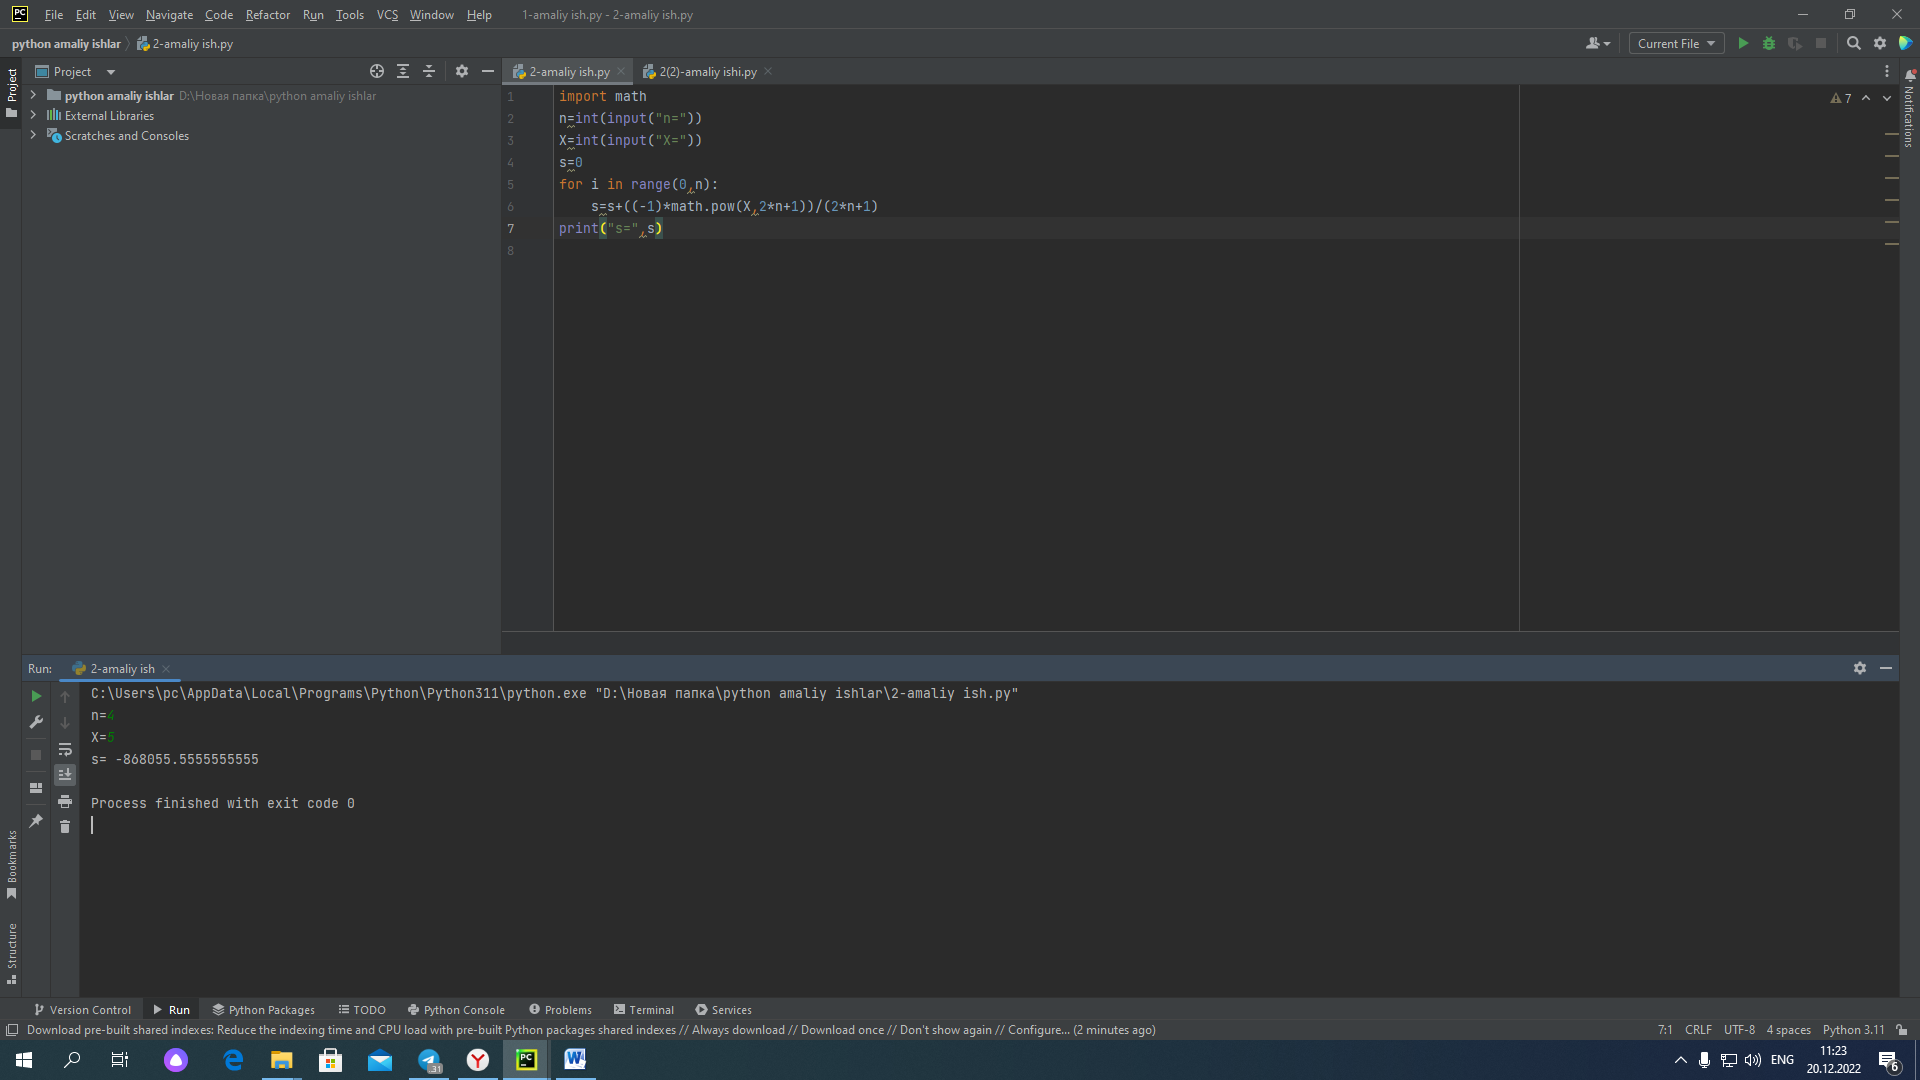 PC File Edit View Navigate Code Refactor Run Tools VCS Window Help 1-amaliy ish.py - 2-amaliy ish.py
python amaliy ishlar 2-amaliy ish.py Current File
Project 2-amaliy ish.py 2(2)-amaliy ishi.py
Project
Notifications
python amaliy ishlar D:\Новая папка\python amaliy ishlar
External Libraries
Scratches and Consoles
7
1 import math
2 n=int(input("n="))
3 X=int(input("X="))
4 s=0
5 for i in range(0,n):
6 s=s+((-1)*math.pow(X,2*n+1))/(2*n+1)
7 print("s=",s)
8
Run: 2-amaliy ish
C:\Users\pc\AppData\Local\Programs\Python\Python311\python.exe "D:\Новая папка\python amaliy ishlar\2-amaliy ish.py"
n=4
X=5
s= -868055.5555555555
Process finished with exit code 0
Bookmarks
Structure
Version Control Run Python Packages TODO Python Console Problems Terminal Services
Download pre-built shared indexes: Reduce the indexing time and CPU load with pre-built Python packages shared indexes // Always download // Download once // Don't show again // Configure... (2 minutes ago) 7:1 CRLF UTF-8 4 spaces Python 3.11
31 PC W ENG 11:23
20.12.2022 6